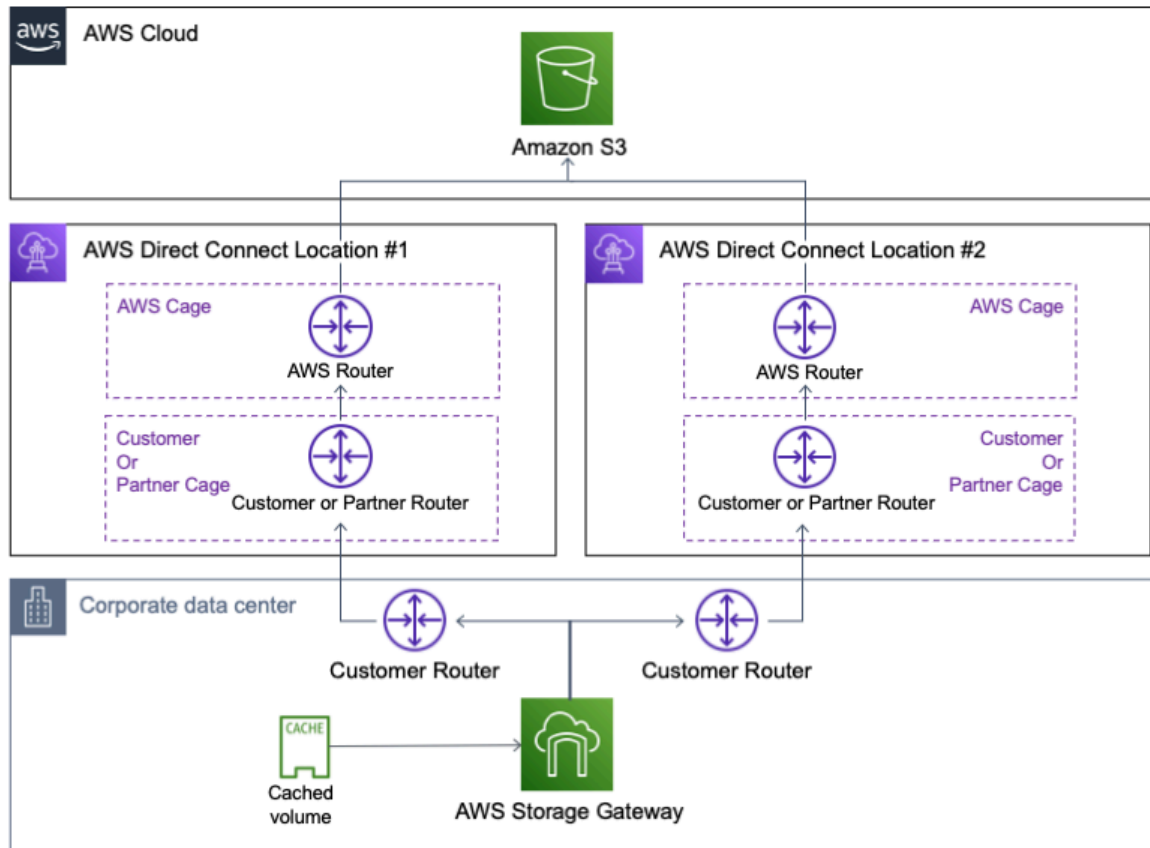 aws
AWS Cloud
Amazon S3
AWS Direct Connect Location #1
AWS Cage
AWS Router
Customer
Or
Partner Cage
Customer or Partner Router
AWS Direct Connect Location #2
AWS Cage
AWS Router
Customer
Or
Partner Cage
Customer or Partner Router
Corporate data center
Customer Router
Customer Router
CACHE
Cached
volume
AWS Storage Gateway